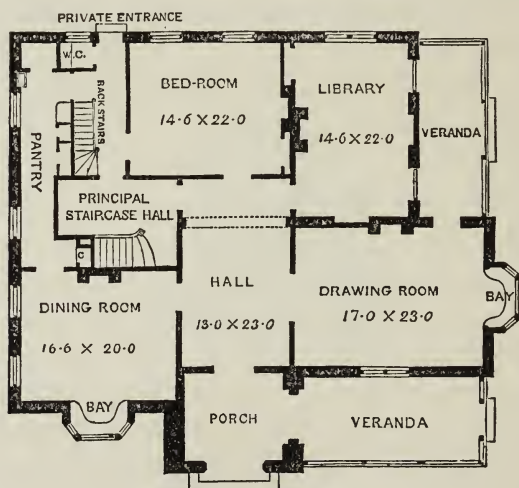 PRIVATE ENTRANCE
W.C.
BACK STAIRS
BED-ROOM
14·6 X 22·0
LIBRARY
14·6 X 22·0
VERANDA
PANTRY
PRINCIPAL
STAIRCASE HALL
C
HALL
13·0 X 23·0
DRAWING ROOM
17·0 X 23·0
BAY
DINING ROOM
16·6 X 20·0
BAY
PORCH
VERANDA